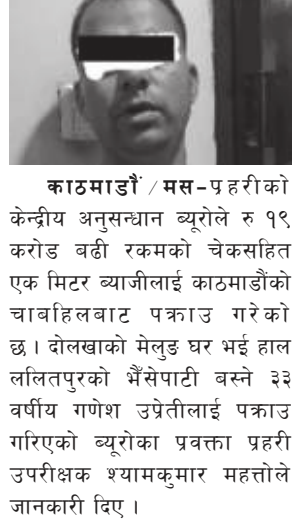 काठमाडौं / मस–प्रहरीको
केन्द्रीय अनुसन्धान ब्यूरोले रु १९
करोड बढी रकमको चेकसहित
एक मिटर ब्याजीलाई काठमाडौंको
चाबहिलबाट पक्राउ गरेको
छ । दोलखाको मेलुङ घर भई हाल
ललितपुरको भैँसेपाटी बस्ने ३३
वर्षीय गणेश उप्रेतीलाई पक्राउ
गरिएको ब्यूरोका प्रवक्ता प्रहरी
उपरीक्षक श्यामकुमार महत्तोले
जानकारी दिए ।